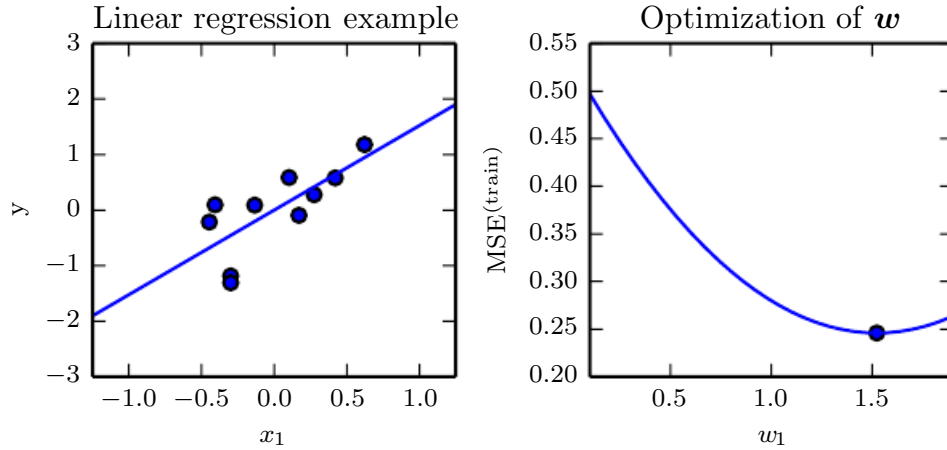 Linear regression example
3
2
1
0
−1
−2
−3
y
−1.0 −0.5 0.0 0.5 1.0
x₁
Optimization of w
0.55
0.50
0.45
0.40
0.35
0.30
0.25
0.20
MSE⁽ᵗʳᵃⁱⁿ⁾
0.5 1.0 1.5
w₁